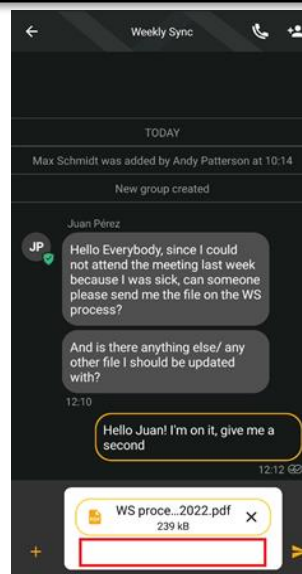 Weekly Sync
TODAY
Max Schmidt was added by Andy Patterson at 10:14
New group created
Juan Pérez
JP
Hello Everybody, since I could
not attend the meeting last week
because I was sick, can someone
please send me the file on the WS
process?
And is there anything else/ any
other file I should be updated
with?
12:10
Hello Juan! I'm on it, give me a
second
12:12
WS proce...2022.pdf
239 kB